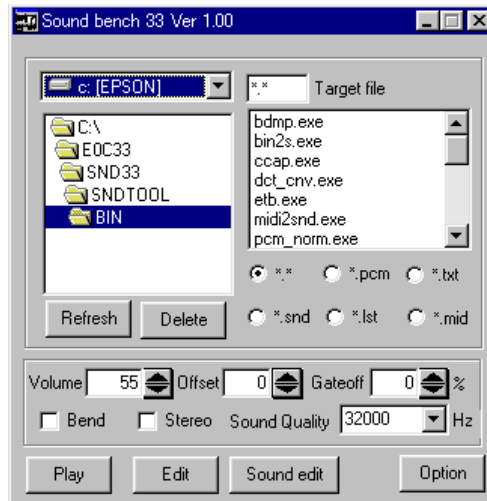 Sound bench 33 Ver 1.00
c: [EPSON]
*.* Target file
C:\
E0C33
SND33
SNDTOOL
BIN
bdmp.exe
bin2s.exe
ccap.exe
dct_cnv.exe
etb.exe
midi2snd.exe
pcm_norm.exe
*.* *.pcm *.txt
Refresh Delete *.snd *.lst *.mid
Volume 55 Offset 0 Gateoff 0 %
Bend Stereo Sound Quality 32000 Hz
Play Edit Sound edit Option